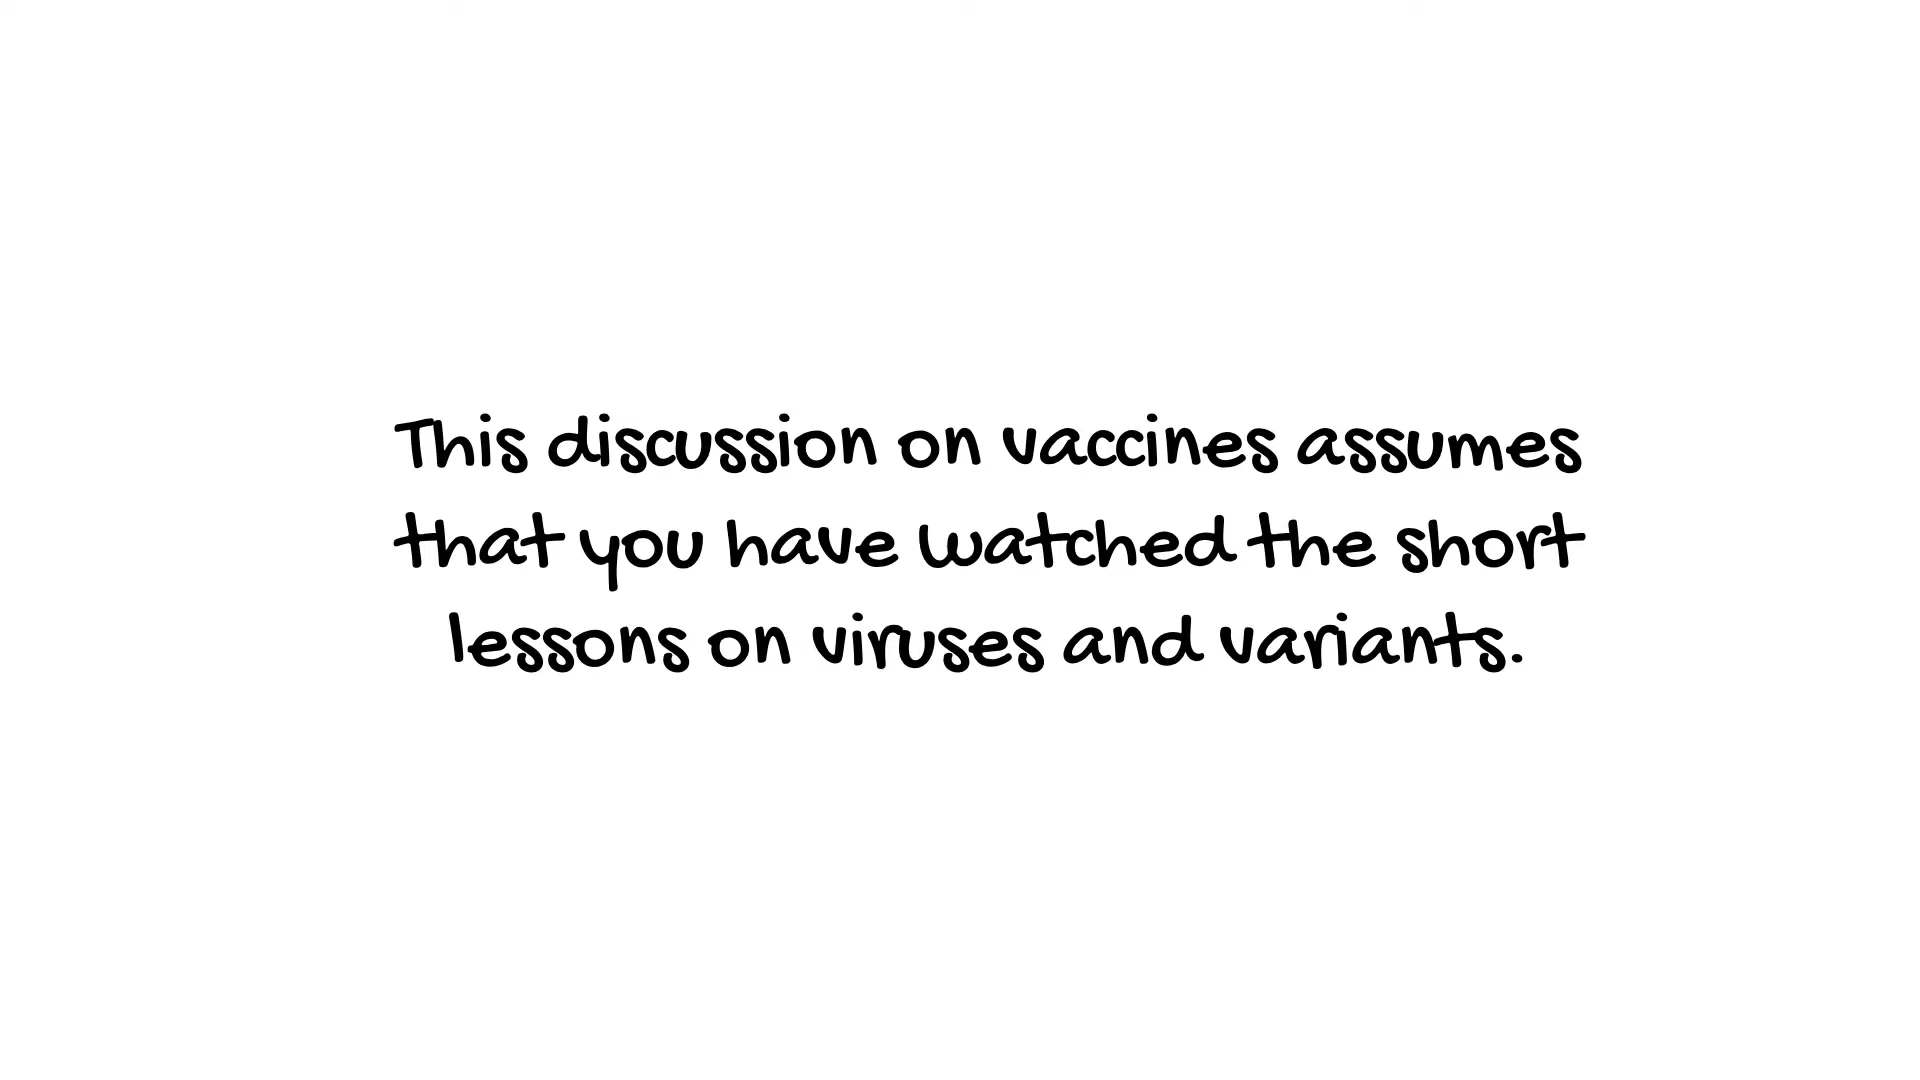 This discussion on vaccines assumes
that you have watched the short
lessons on viruses and variants.